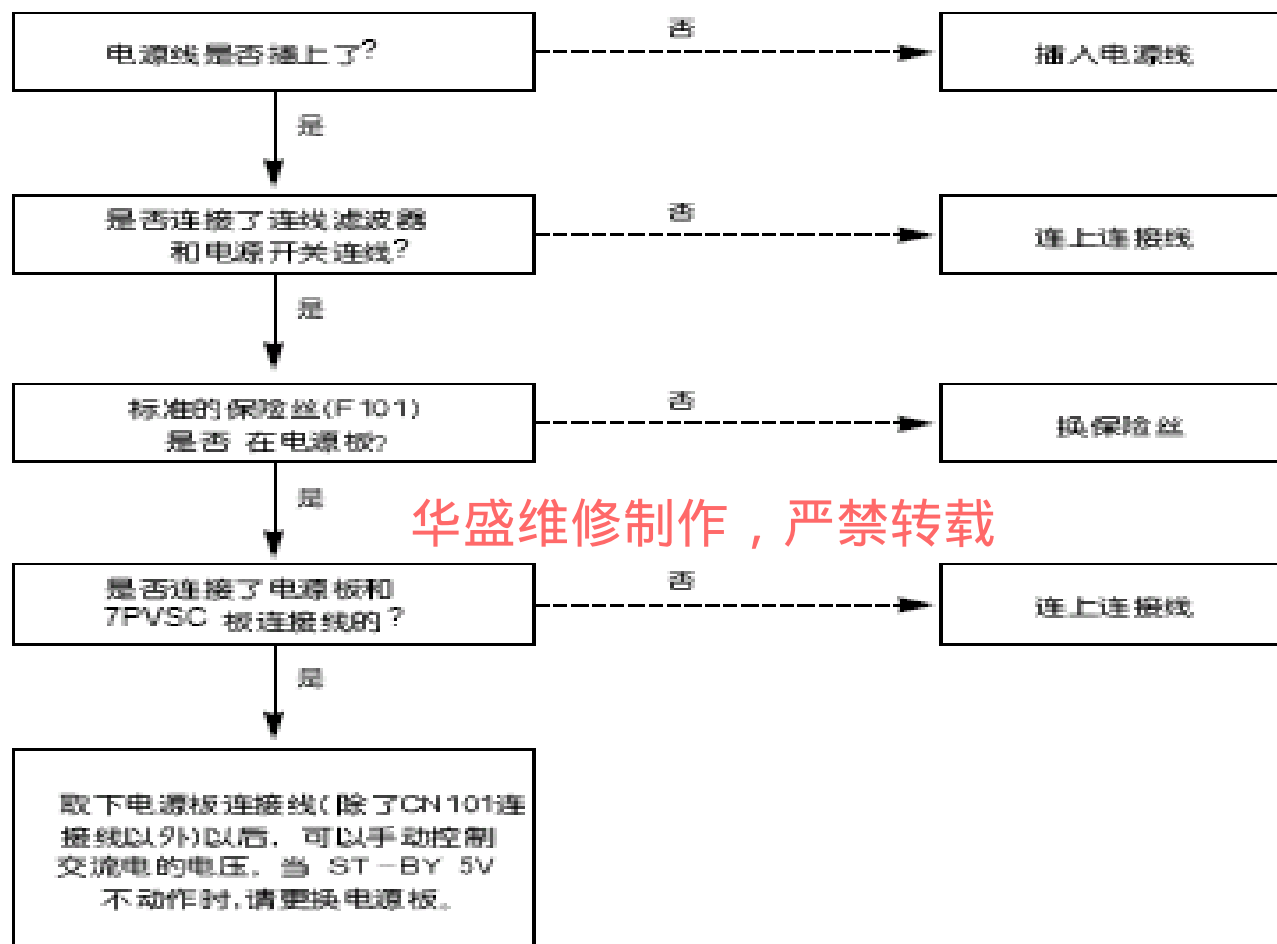 电源线是否插上了?
否
插入电源线
是
是否连接了连线滤波器
和电源开关连线?
否
连上连接线
是
标准的保险丝(F101)
是否 在电源板?
否
换保险丝
是
华盛维修制作，严禁转载
是否连接了电源板和
7PVSC 板连接线的?
否
连上连接线
是
取下电源板连接线(除了CN101连
接线以外)以后, 可以手动控制
交流电的电压. 当 ST-BY 5V
不动作时,请更换电源板。